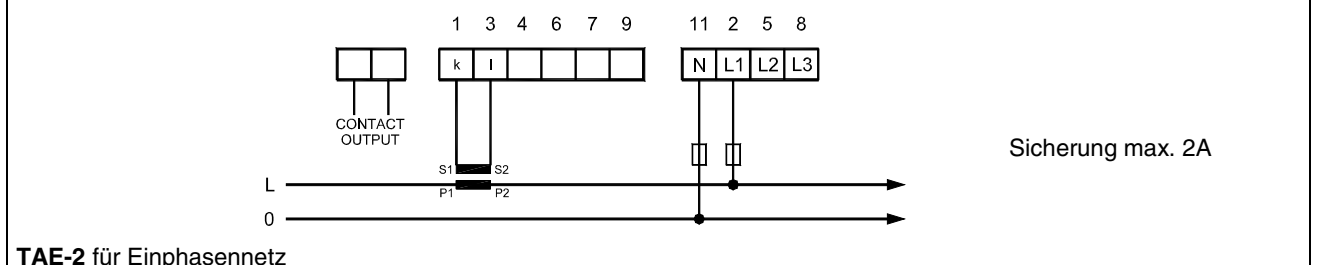 1 3 4 6 7 9 11 2 5 8
k l N L1 L2 L3
CONTACT
OUTPUT
Sicherung max. 2A
S1 S2
L
P1 P2
0
TAE-2 für Einphasennetz